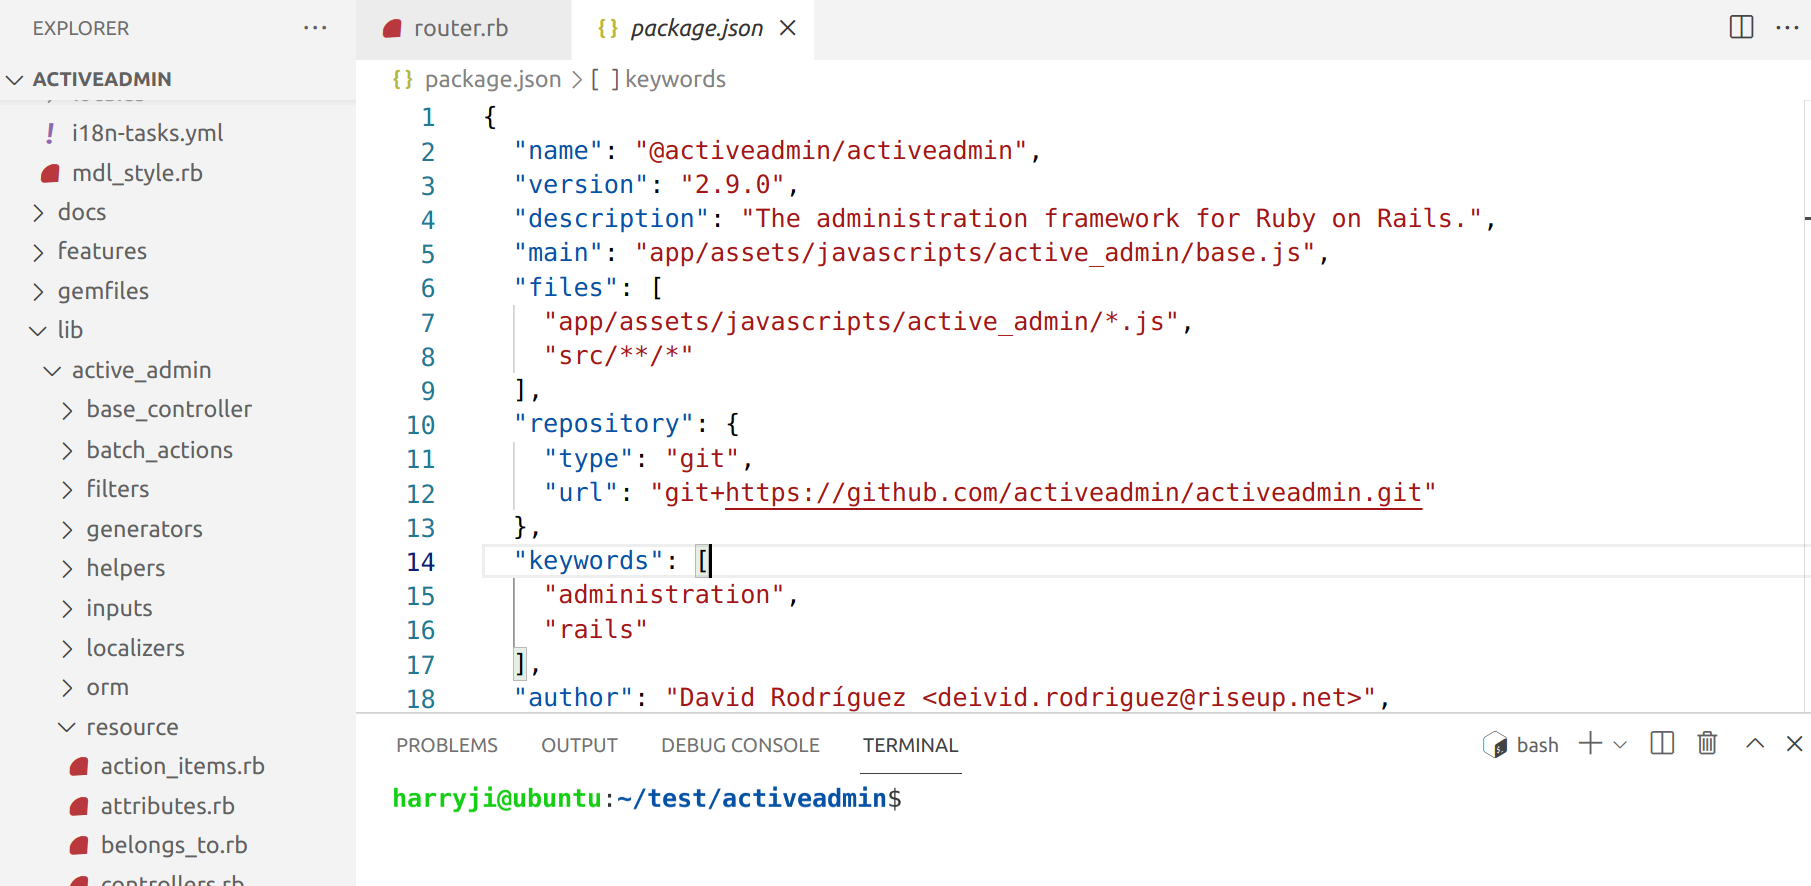 EXPLORER
ACTIVEADMIN
i18n-tasks.yml
mdl_style.rb
docs
features
gemfiles
lib
active_admin
base_controller
batch_actions
filters
generators
helpers
inputs
localizers
orm
resource
action_items.rb
attributes.rb
belongs_to.rb
controllers.rb
router.rb
{} package.json
{} package.json > [ ] keywords
1 {
2 "name": "@activeadmin/activeadmin",
3 "version": "2.9.0",
4 "description": "The administration framework for Ruby on Rails.",
5 "main": "app/assets/javascripts/active_admin/base.js",
6 "files": [
7 "app/assets/javascripts/active_admin/*.js",
8 "src/**/*"
9 ],
10 "repository": {
11 "type": "git",
12 "url": "git+https://github.com/activeadmin/activeadmin.git"
13 },
14 "keywords": [
15 "administration",
16 "rails"
17 ],
18 "author": "David Rodríguez <deivid.rodriguez@riseup.net>",
PROBLEMS OUTPUT DEBUG CONSOLE TERMINAL bash
harryji@ubuntu:~/test/activeadmin$